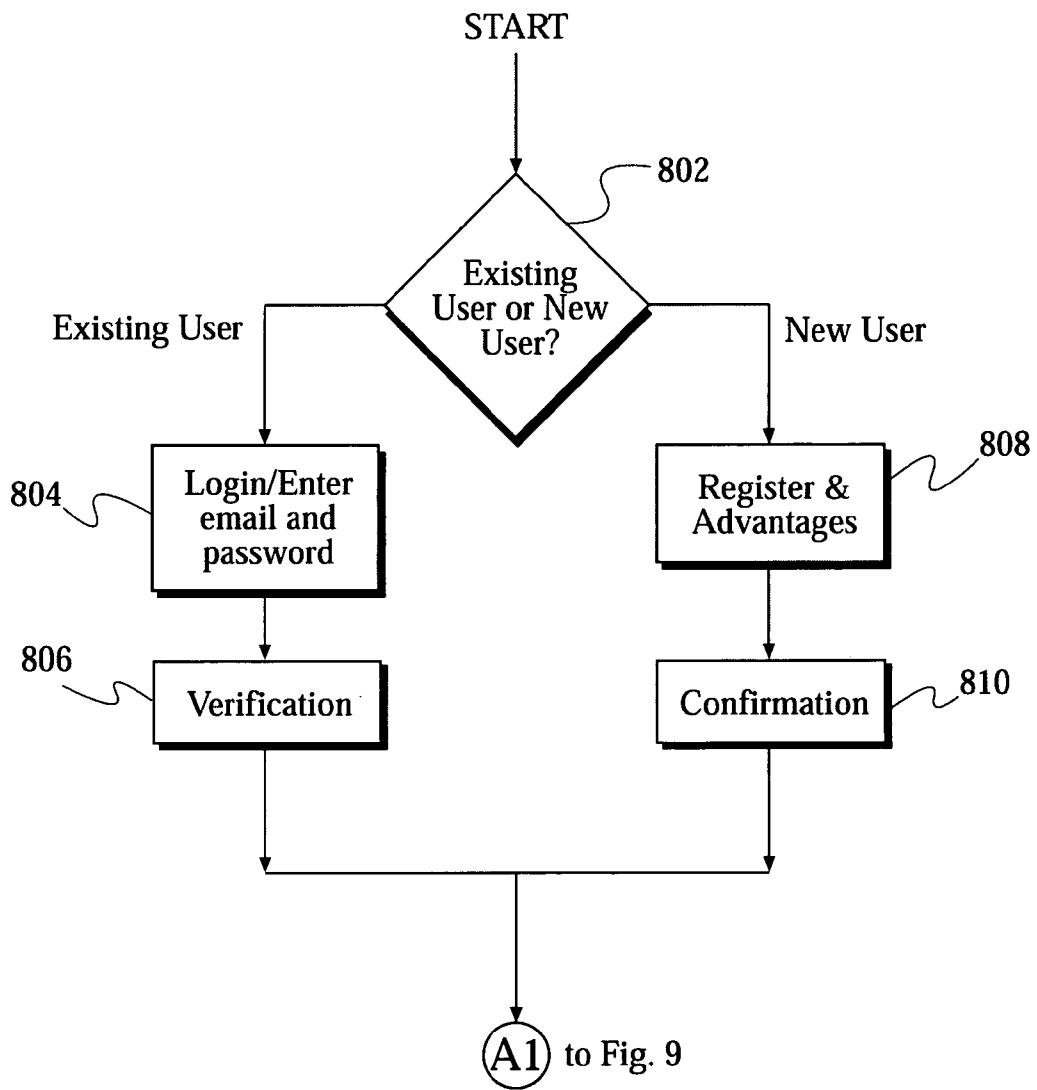 START
802
Existing
User or New
User?
Existing User
New User
804
Login/Enter
email and
password
808
Register &
Advantages
806
Verification
810
Confirmation
A1 to Fig. 9